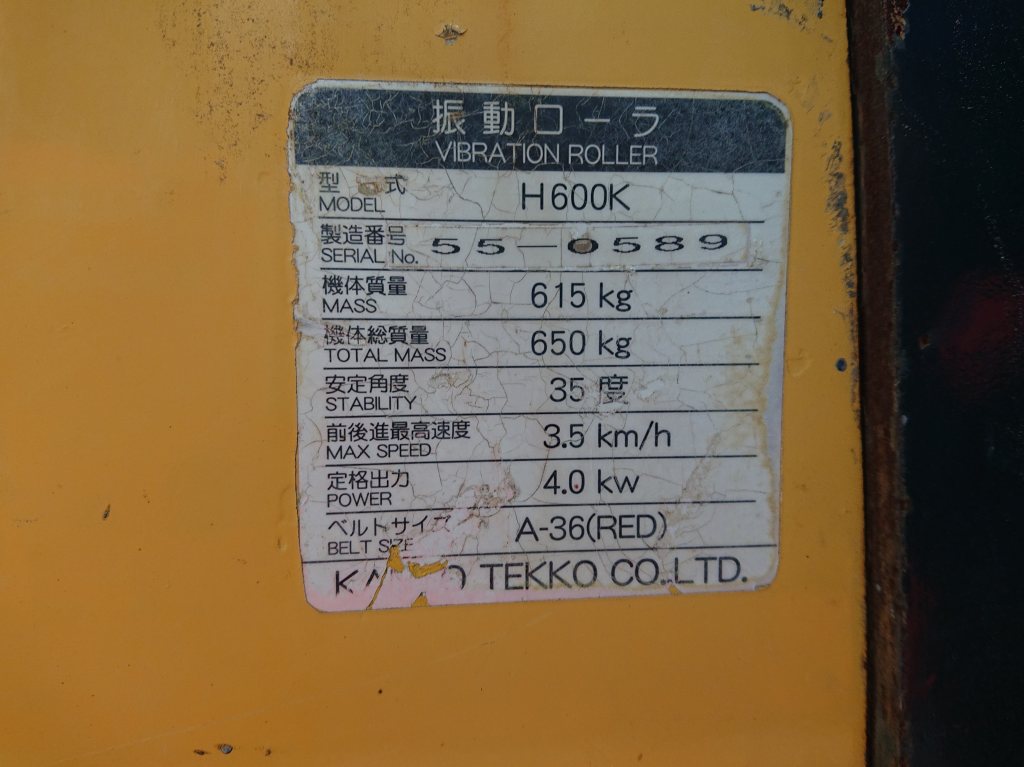 振動ローラ
VIBRATION ROLLER
型式 H600K
MODEL
製造番号 55-0589
SERIAL No.
機体質量 615 kg
MASS
機体総質量 650 kg
TOTAL MASS
安定角度 35 度
STABILITY
前後進最高速度 3.5 km/h
MAX SPEED
定格出力 4.0 kw
POWER
ベルトサイズ A-36(RED)
BELT SIZE
TEKKO CO.,LTD.